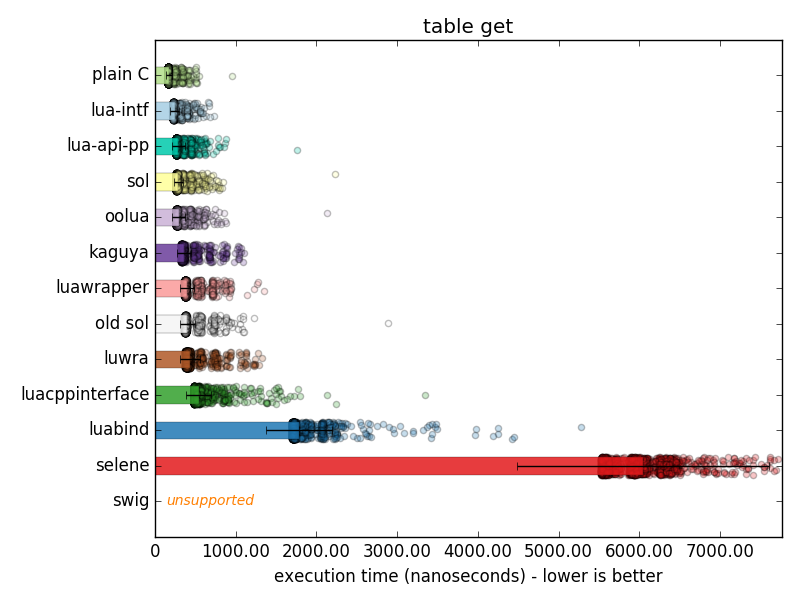 table get
plain C
lua-intf
lua-api-pp
sol
oolua
kaguya
luawrapper
old sol
luwra
luacppinterface
luabind
selene
swig unsupported
0 1000.00 2000.00 3000.00 4000.00 5000.00 6000.00 7000.00
execution time (nanoseconds) - lower is better